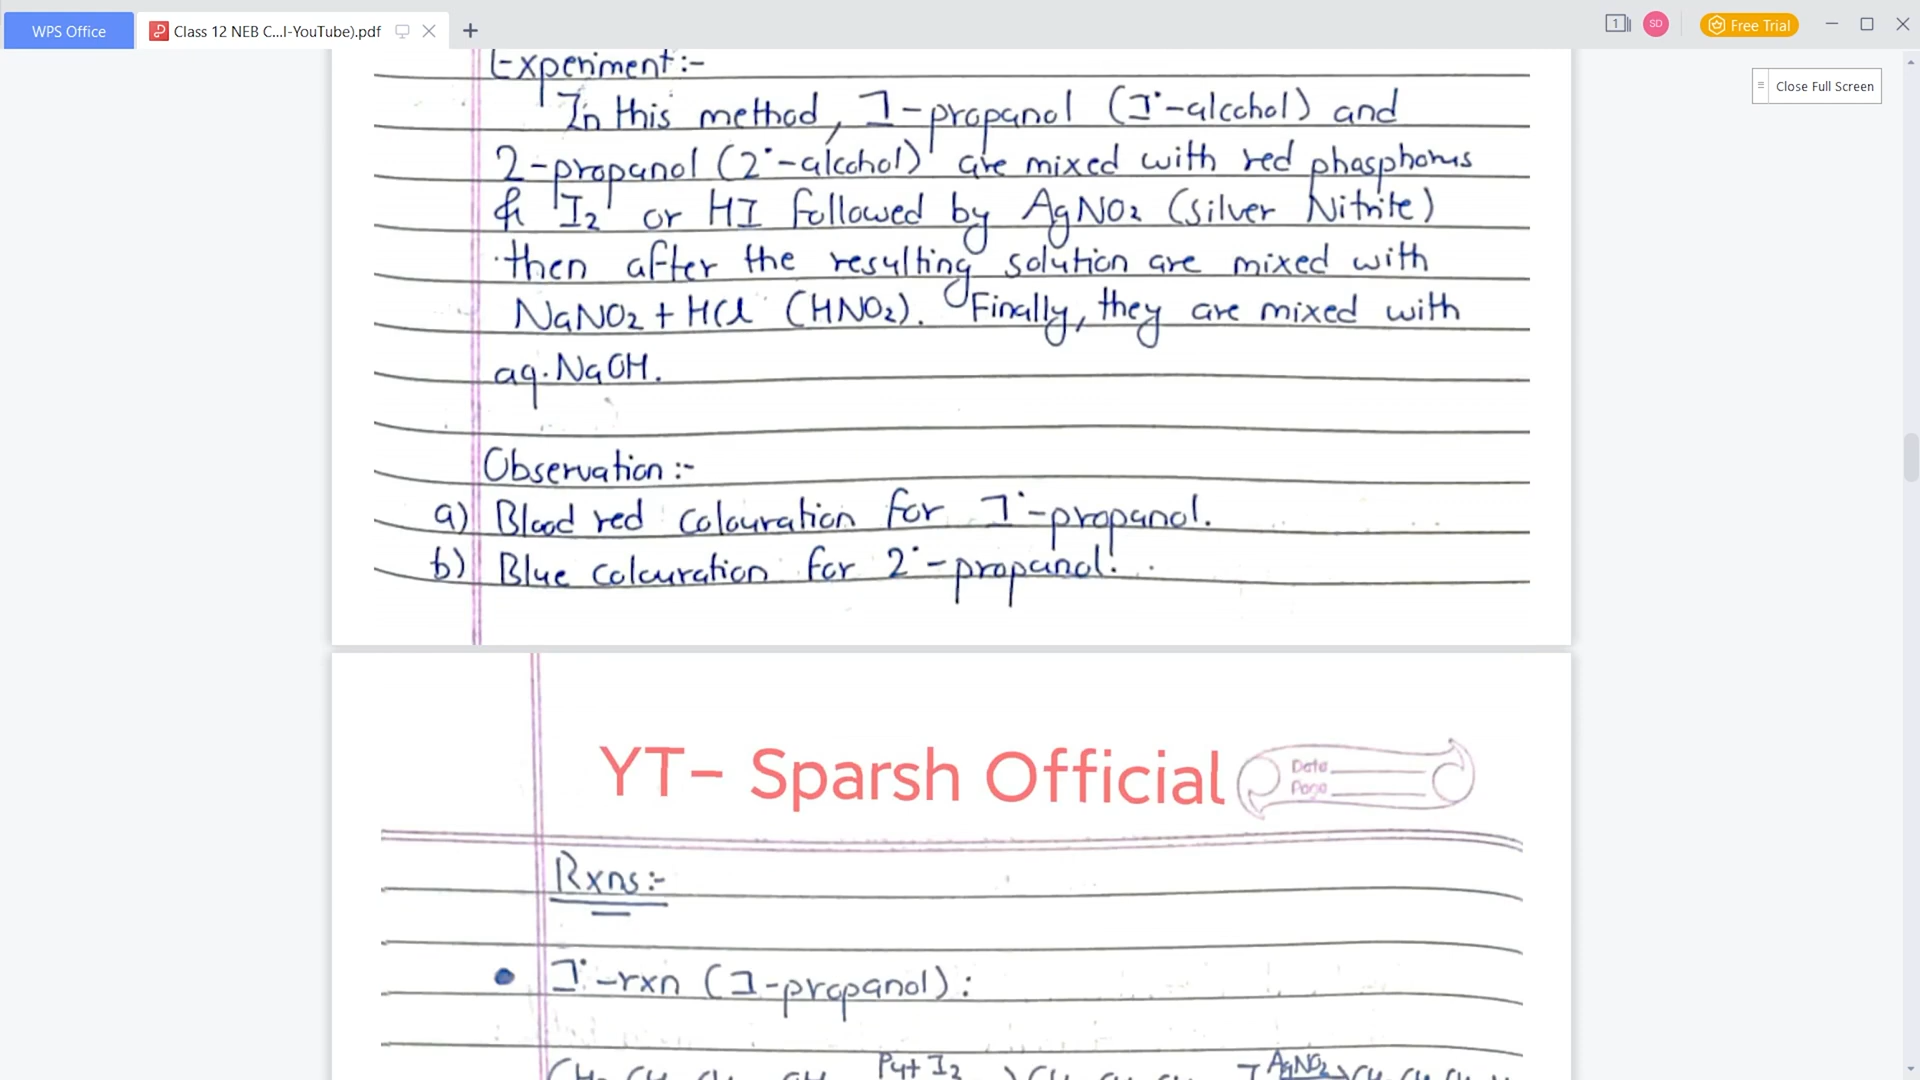 WPS Office
Class 12 NEB C...I-YouTube).pdf
1
SD
Free Trial
Close Full Screen
Experiment:-
In this method, 1-propanol (1°-alcohol) and
2-propanol (2°-alcohol) are mixed with red phosphorus
& I2 or HI followed by AgNO2 (Silver Nitrite)
then after the resulting solution are mixed with
NaNO2 + HCl (HNO2). Finally, they are mixed with
aq. NaOH.
Observation:-
a) Blood red colouration for 1°-propanol.
b) Blue colouration for 2°-propanol.
YT- Sparsh Official
Date
Page
Rxns:-
• 1°-rxn (1-propanol):
P4+ I2
AgNO2